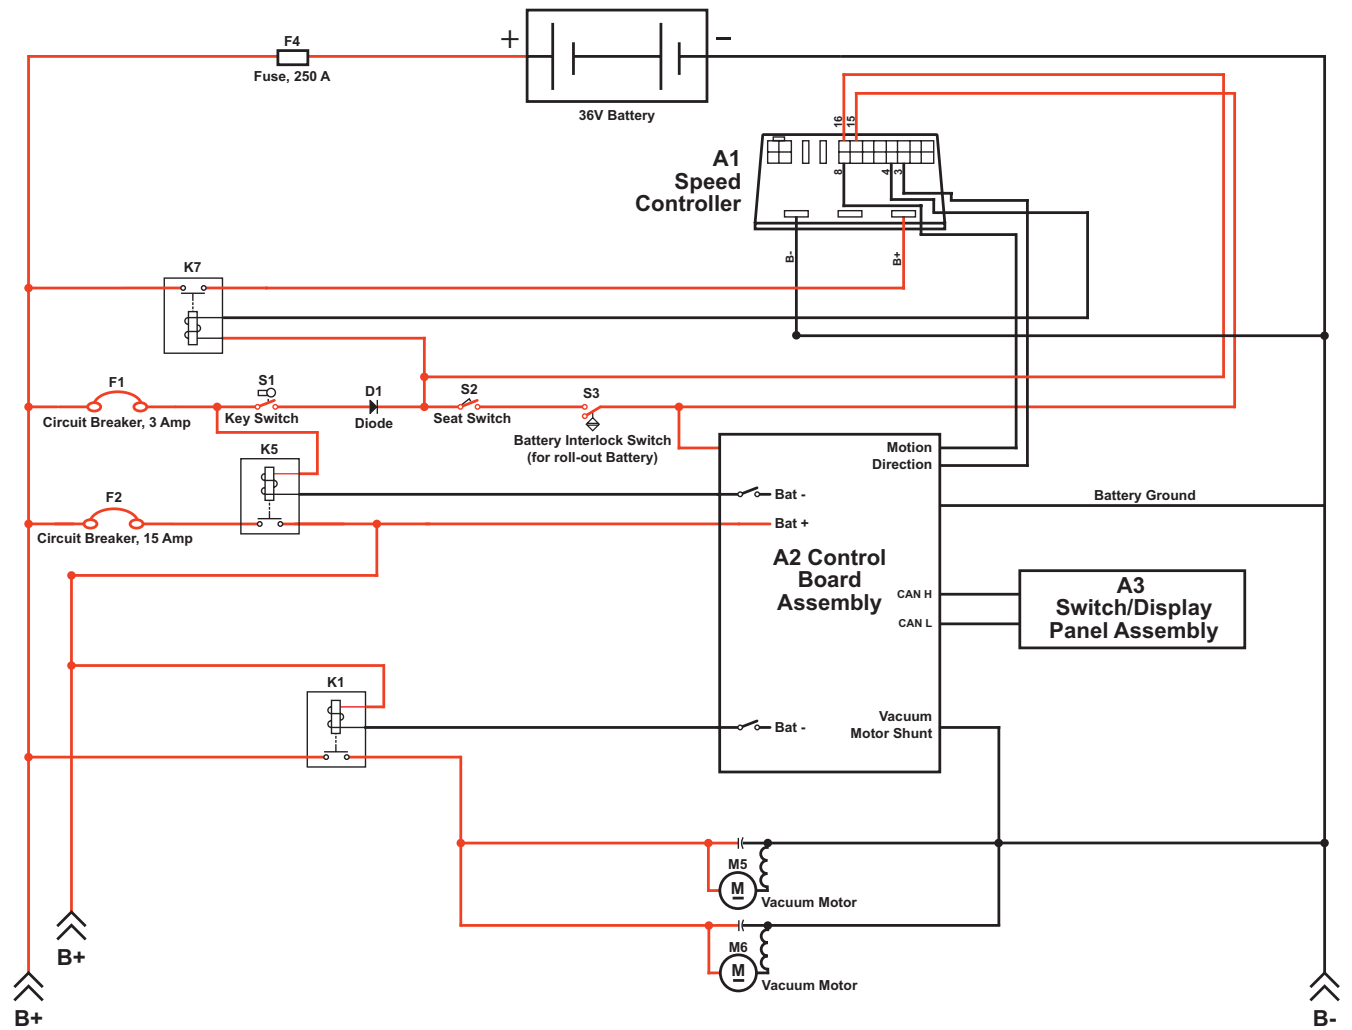 F4
Fuse, 250 A
+
−
36V Battery
16
15
A1
Speed
Controller
8
4
3
B-
B+
K7
F1
Circuit Breaker, 3 Amp
S1
Key Switch
D1
Diode
S2
Seat Switch
S3
Battery Interlock Switch
(for roll-out Battery)
K5
F2
Circuit Breaker, 15 Amp
Motion
Direction
Bat -
Bat +
Battery Ground
A2 Control
Board
Assembly
CAN H
CAN L
A3
Switch/Display
Panel Assembly
K1
Bat -
Vacuum
Motor Shunt
M5
M
Vacuum Motor
M6
M
Vacuum Motor
B+
B+
B-